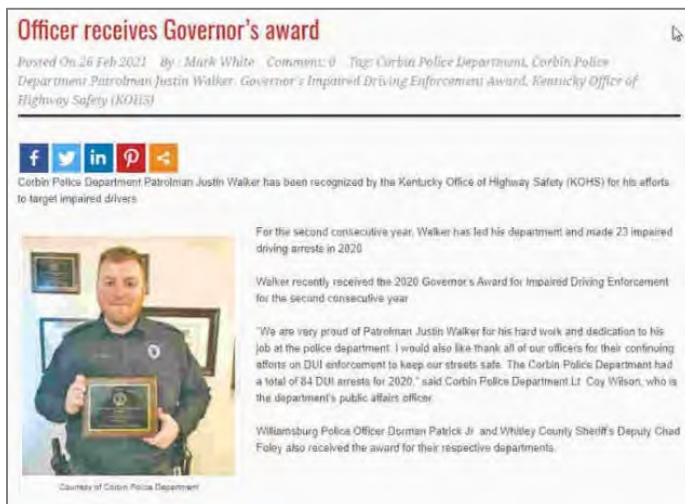 Officer receives Governor's award
Posted On 26 Feb 2021 By : Mark White Comment: 0 Tag: Corbin Police Department, Corbin Police
Department Patrolman Justin Walker, Governor's Impaired Driving Enforcement Award, Kentucky Office of
Highway Safety (KOHS)
f in
Corbin Police Department Patrolman Justin Walker has been recognized by the Kentucky Office of Highway Safety (KOHS) for his efforts
to target impaired drivers
For the second consecutive year, Walker has led his department and made 23 impaired
driving arrests in 2020
Walker recently received the 2020 Governor's Award for Impaired Driving Enforcement
for the second consecutive year
"We are very proud of Patrolman Justin Walker for his hard work and dedication to his
job at the police department. I would also like thank all of our officers for their continuing
efforts on DUI enforcement to keep our streets safe. The Corbin Police Department had
a total of 84 DUI arrests for 2020," said Corbin Police Department Lt. Coy Wilson, who is
the department's public affairs officer.
Williamsburg Police Officer Dorman Patrick Jr. and Whitley County Sheriff's Deputy Chad
Foley also received the award for their respective departments.
Courtesy of Corbin Police Department